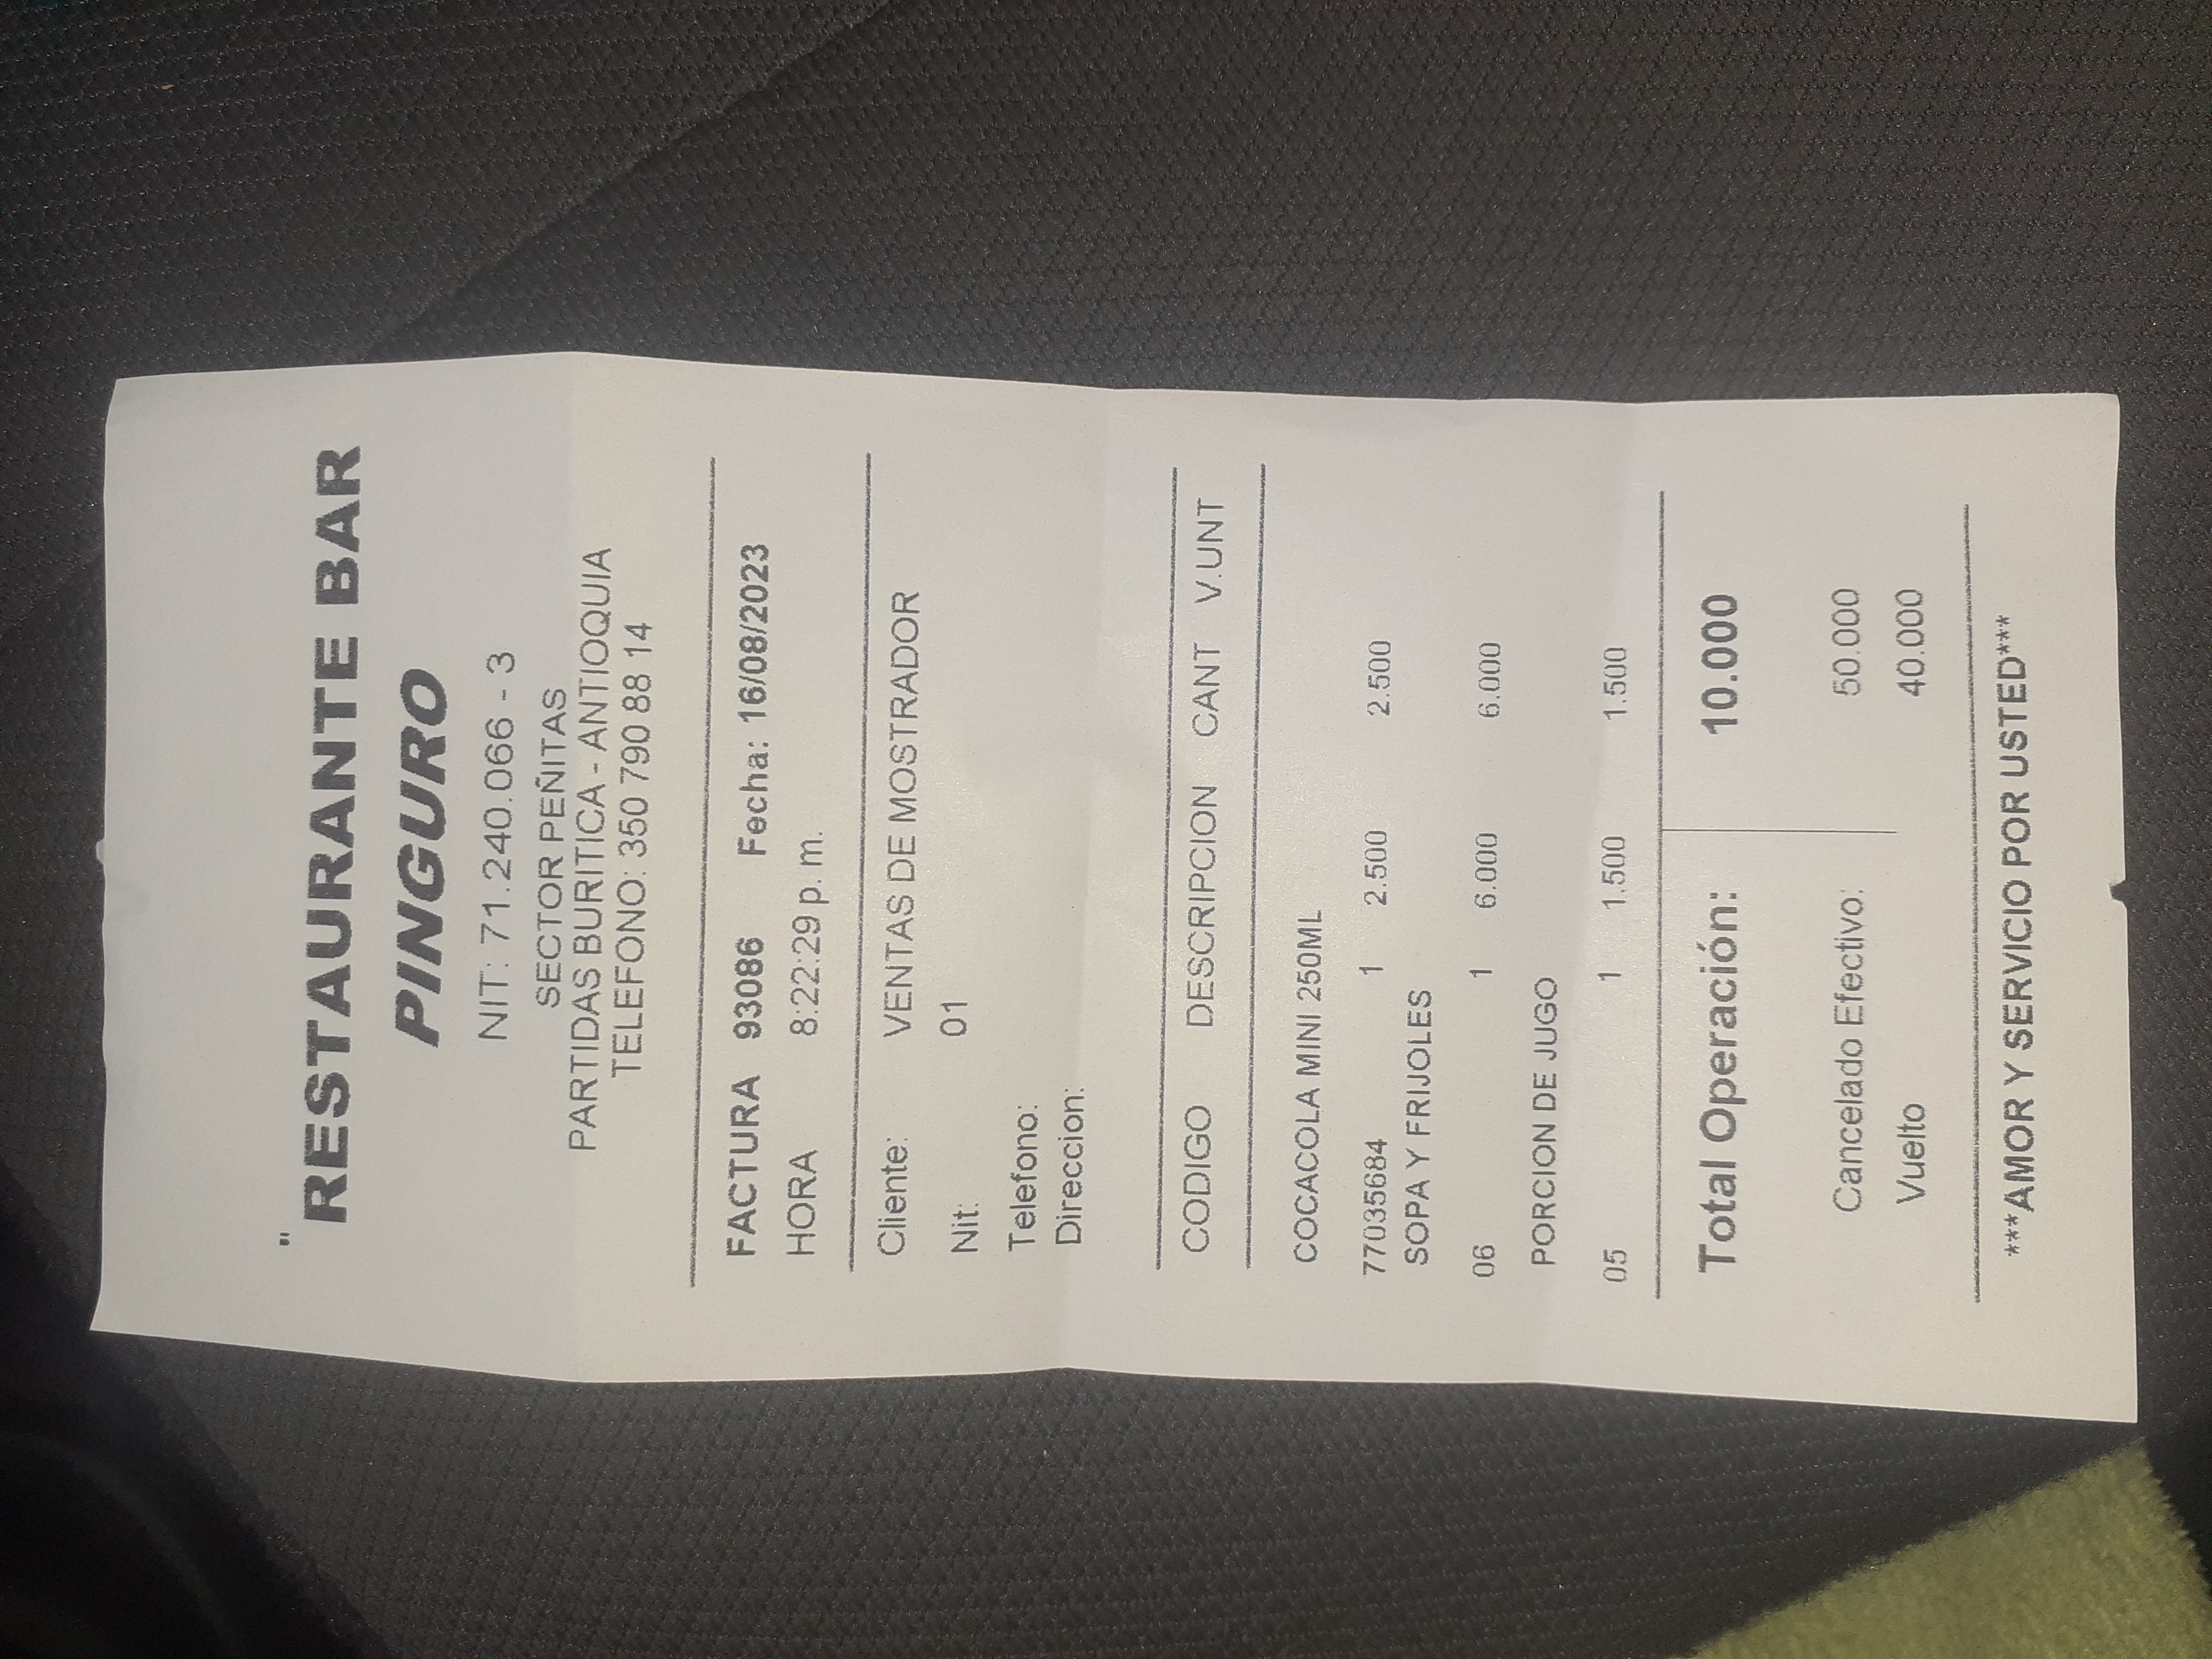 "
RESTAURANTE BAR
PINGURO
NIT: 71.240.066 - 3
SECTOR PEÑITAS
PARTIDAS BURITICA - ANTIOQUIA
TELEFONO: 350 790 88 14
FACTURA 93086 Fecha: 16/08/2023
HORA 8:22:29 p. m.
Cliente: VENTAS DE MOSTRADOR
Nit: 01
Telefono:
Direccion:
CODIGO DESCRIPCION CANT V.UNT
COCACOLA MINI 250ML
77035684 1 2.500 2.500
SOPA Y FRIJOLES
06 1 6.000 6.000
PORCION DE JUGO
05 1 1.500 1.500
Total Operación: 10.000
Cancelado Efectivo: 50.000
Vuelto 40.000
***AMOR Y SERVICIO POR USTED***